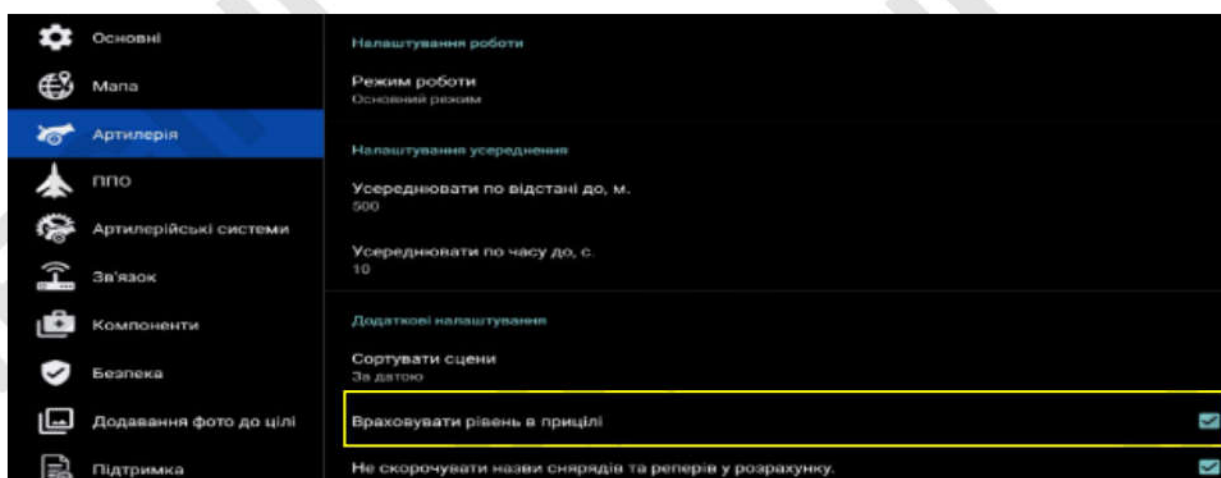 Основні
Мапа
Артилерія
ППО
Артилерійські системи
Зв'язок
Компоненти
Безпека
Додавання фото до цілі
Підтримка
Налаштування роботи
Режим роботи
Основний режим
Налаштування усереднення
Усереднювати по відстані до, м.
500
Усереднювати по часу до, с.
10
Додаткові налаштування
Сортувати сцени
За датою
Враховувати рівень в прицілі
Не скорочувати назви снярядів та реперів у розрахунку.